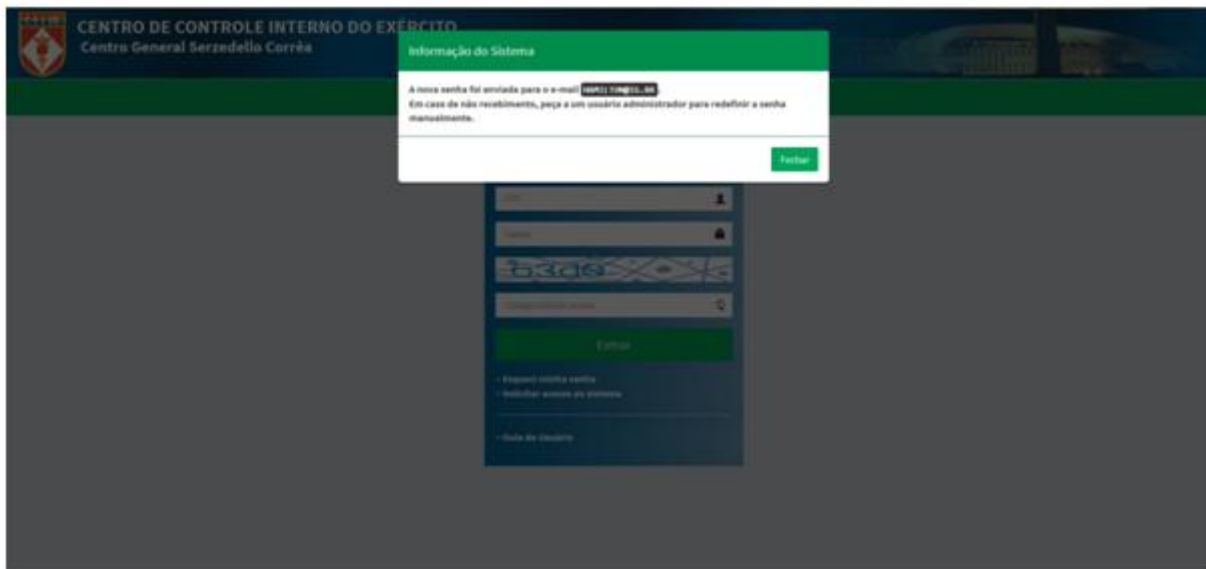 CENTRO DE CONTROLE INTERNO DO EXÉRCITO
Centro General Serzedello Corrêa
Informação do Sistema
A nova senha foi enviada para o e-mail
Em caso de não recebimento, peça a um usuário administrador para redefinir a senha
manualmente.
Fechar
Entrar
- Esqueci minha senha
- Solicitar acesso ao sistema
- Guia do Usuário